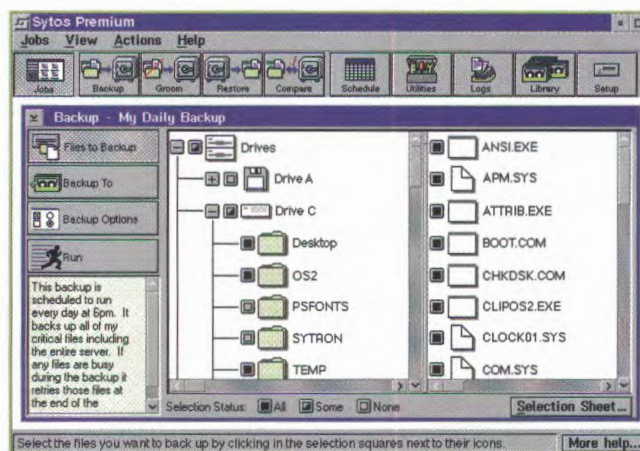 Sytos Premium
Jobs View Actions Help
Jobs Backup Groom Restore Compare Schedule Utilities Logs Library Setup
Backup - My Daily Backup
Files to Backup
Backup To
Backup Options
Run
This backup is
scheduled to run
every day at 6pm. It
backs up all of my
critical files including
the entire server. If
any files are busy
during the backup it
retries those files at
the end of the
Drives
Drive A
Drive C
Desktop
OS2
PSFONTS
SYTRON
TEMP
ANSI.EXE
APM.SYS
ATTRIB.EXE
BOOT.COM
CHKDSK.COM
CLIPOS2.EXE
CLOCK01.SYS
COM.SYS
Selection Status: All Some None
Selection Sheet...
Select the files you want to back up by clicking in the selection squares next to their icons. More help...